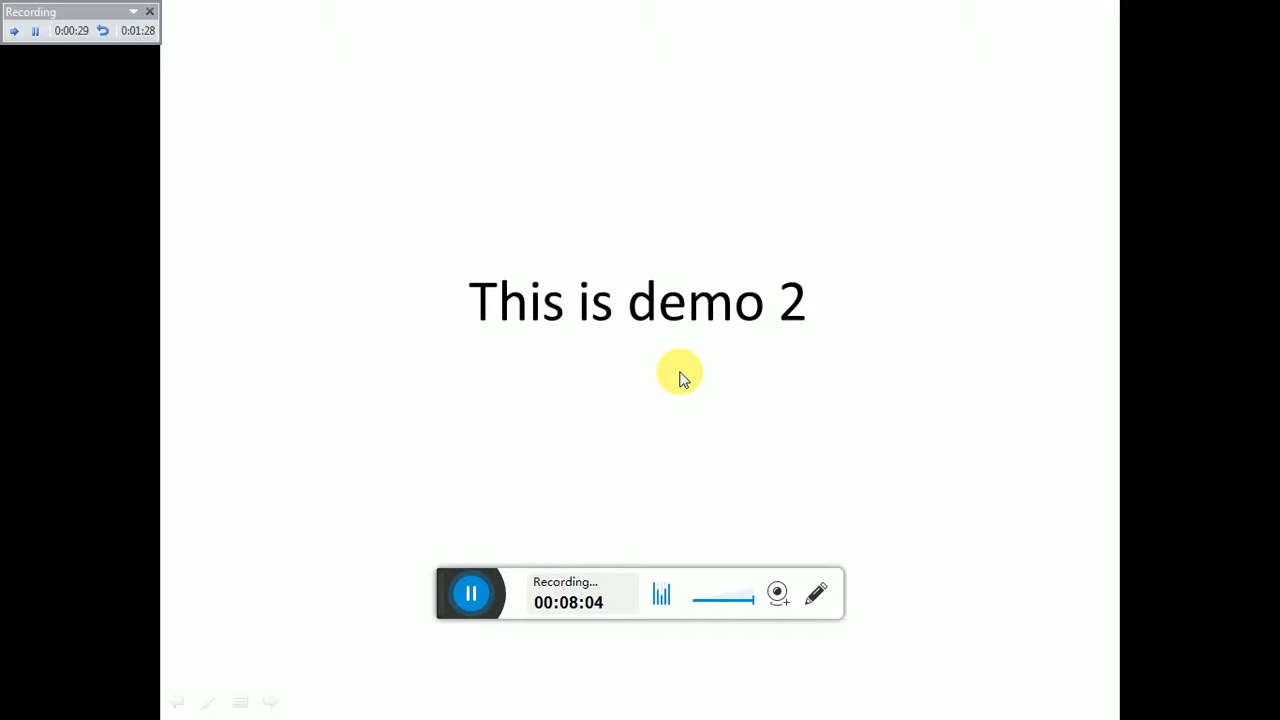 Recording
0:00:29 0:01:28
This is demo 2
Recording...
00:08:04